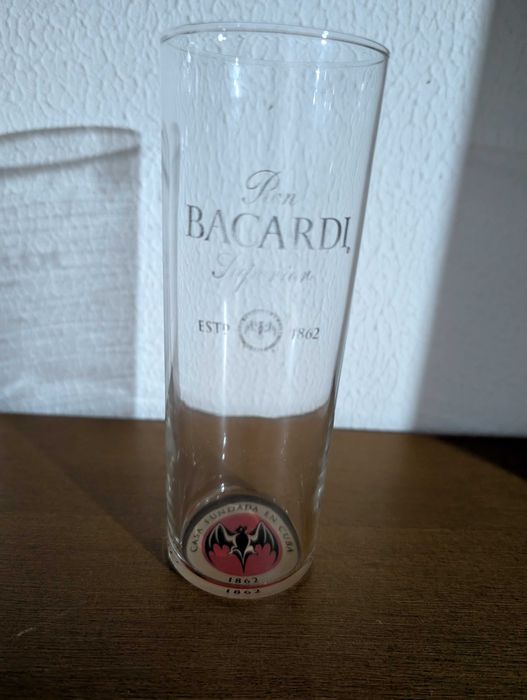 Ron
BACARDI,
Superior
ESTD 1862
CASA FUNDADA EN CUBA
1862
1862